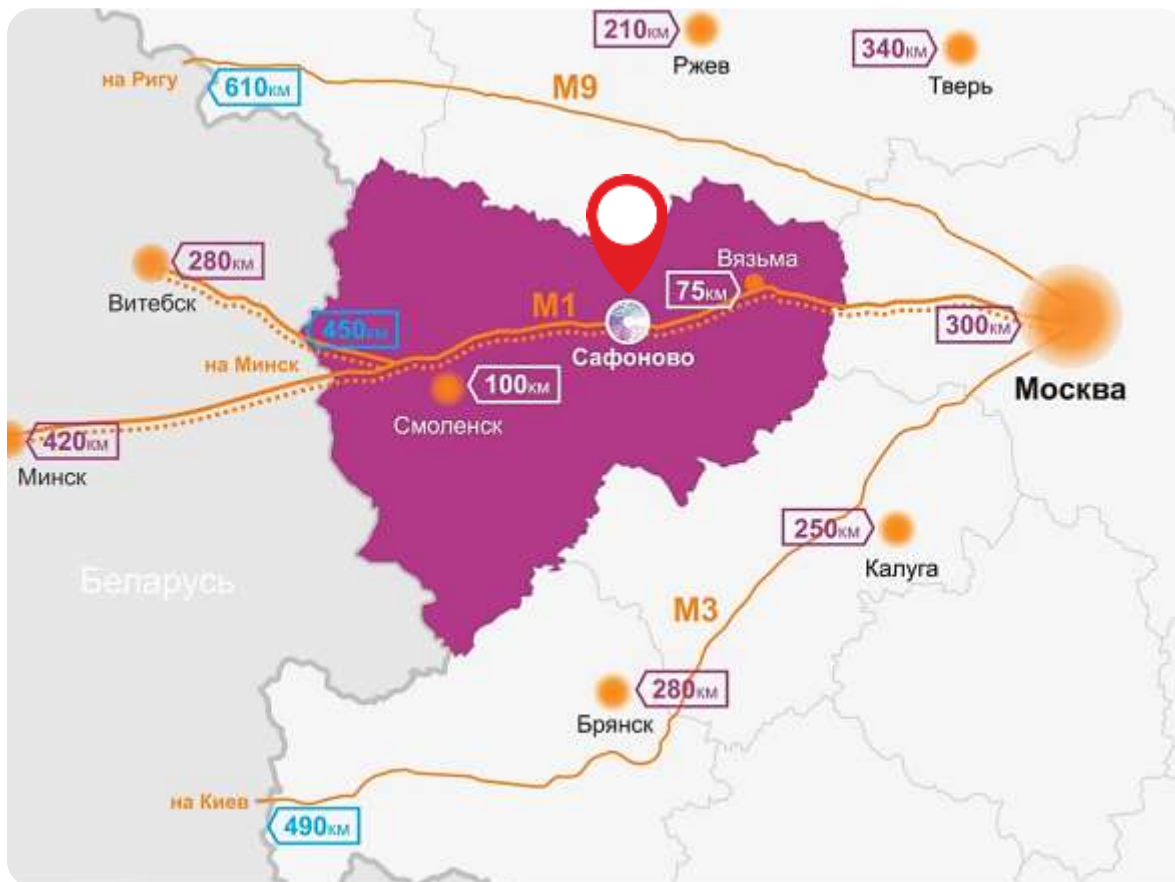 210км
Ржев
340км
Тверь
на Ригу
610км
М9
280км
Витебск
Вязьма
75км
М1
450км
Сафоново
300км
на Минск
100км
Смоленск
Москва
420км
Минск
250км
Калуга
Беларусь
М3
280км
Брянск
на Киев
490км